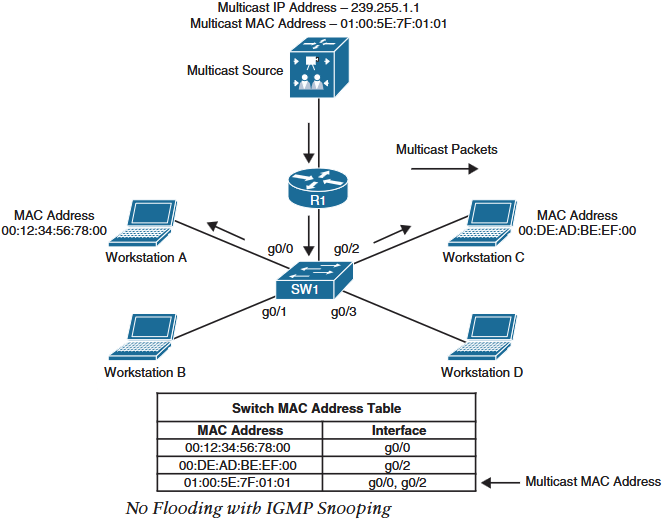 Multicast IP Address – 239.255.1.1
Multicast MAC Address – 01:00:5E:7F:01:01
Multicast Source
Multicast Packets
R1
MAC Address
00:12:34:56:78:00
Workstation A
MAC Address
00:DE:AD:BE:EF:00
Workstation C
g0/0
g0/2
SW1
g0/1
g0/3
Workstation B
Workstation D
Switch MAC Address Table
MAC Address Interface
00:12:34:56:78:00 g0/0
00:DE:AD:BE:EF:00 g0/2
01:00:5E:7F:01:01 g0/0, g0/2
Multicast MAC Address
No Flooding with IGMP Snooping